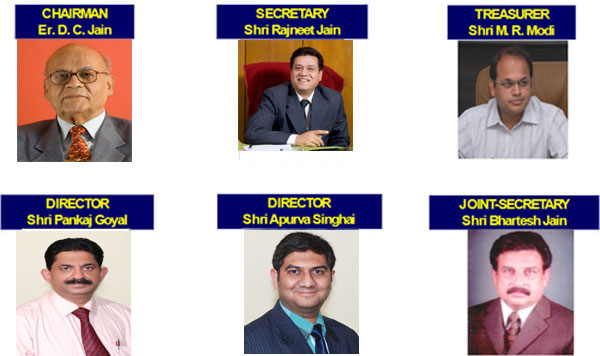 CHAIRMAN
Er. D. C. Jain
SECRETARY
Shri Rajneet Jain
TREASURER
Shri M. R. Modi
DIRECTOR
Shri Pankaj Goyal
DIRECTOR
Shri Apurva Singhai
JOINT-SECRETARY
Shri Bhartesh Jain